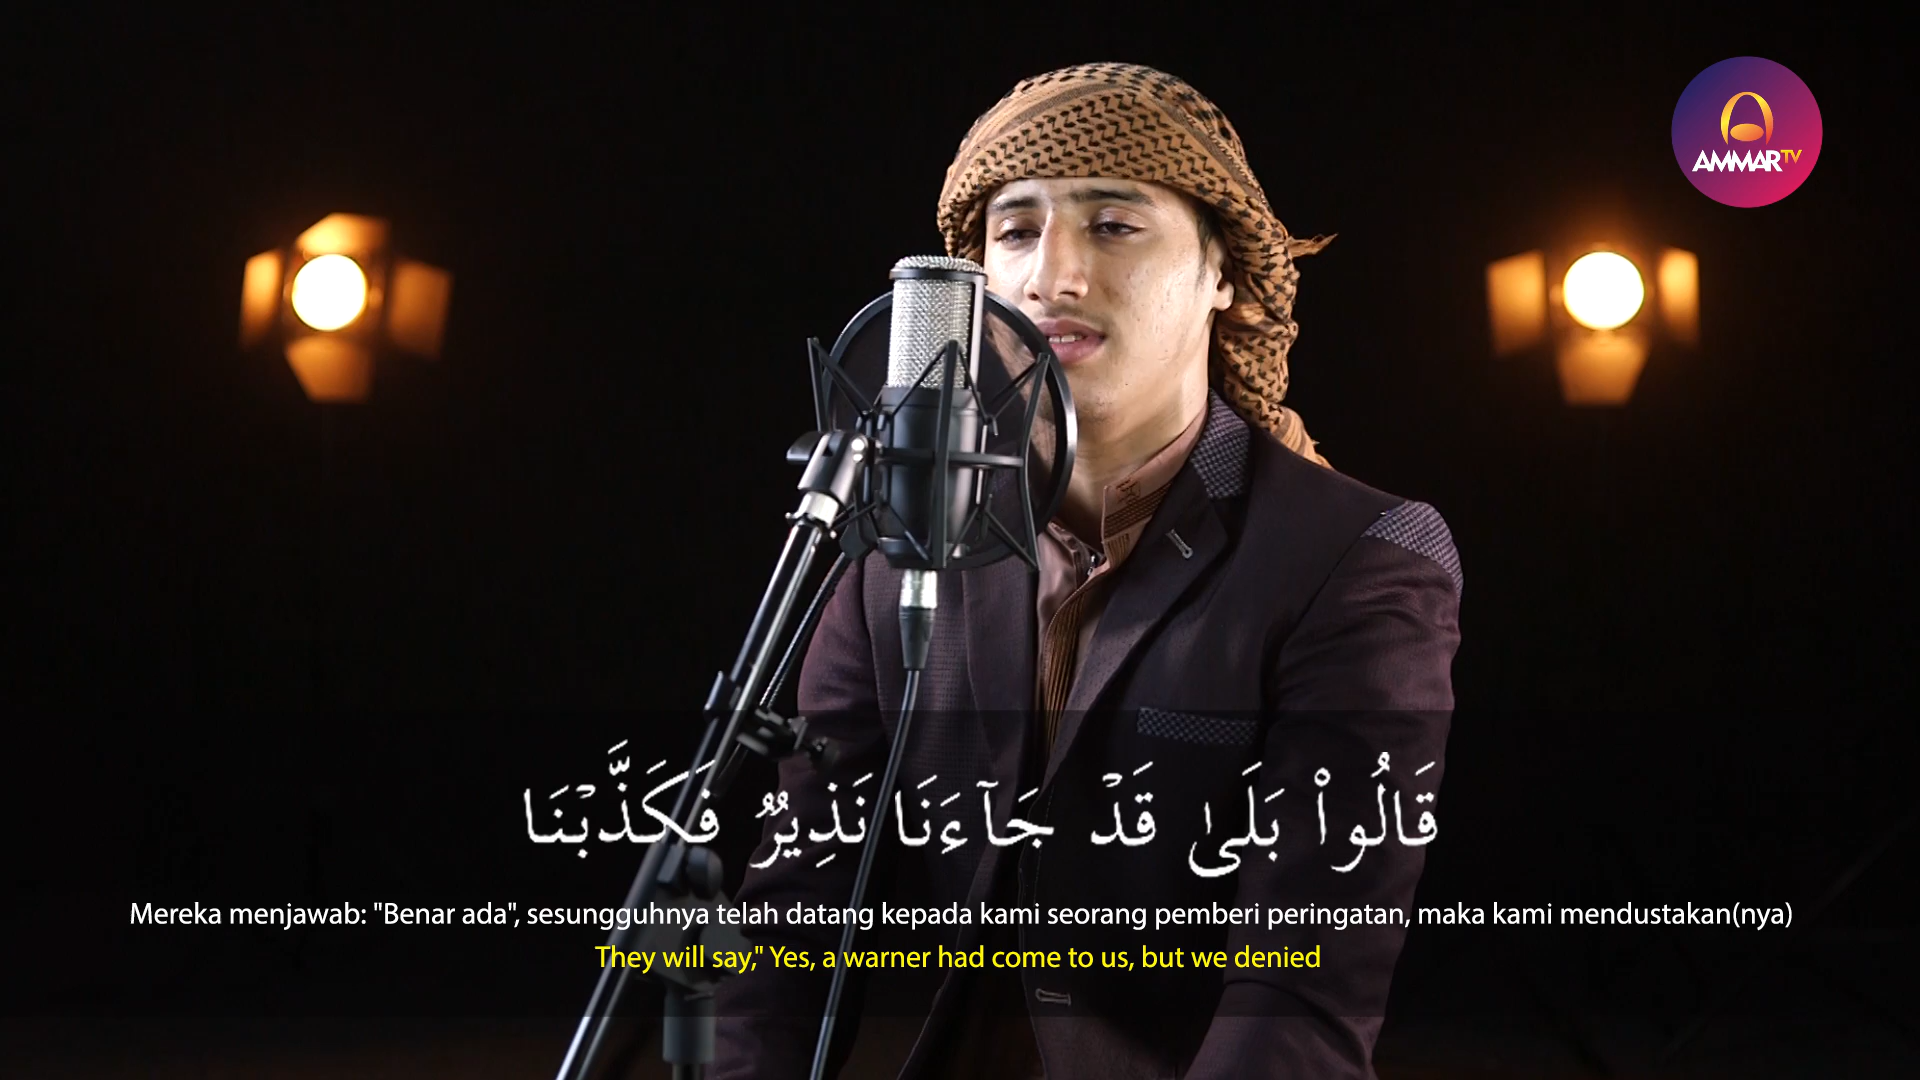 AMMARTV
قَالُوا۟ بَلَىٰ قَدْ جَآءَنَا نَذِيرٌ فَكَذَّبْنَا
Mereka menjawab: "Benar ada", sesungguhnya telah datang kepada kami seorang pemberi peringatan, maka kami mendustakan(nya)
They will say," Yes, a warner had come to us, but we denied